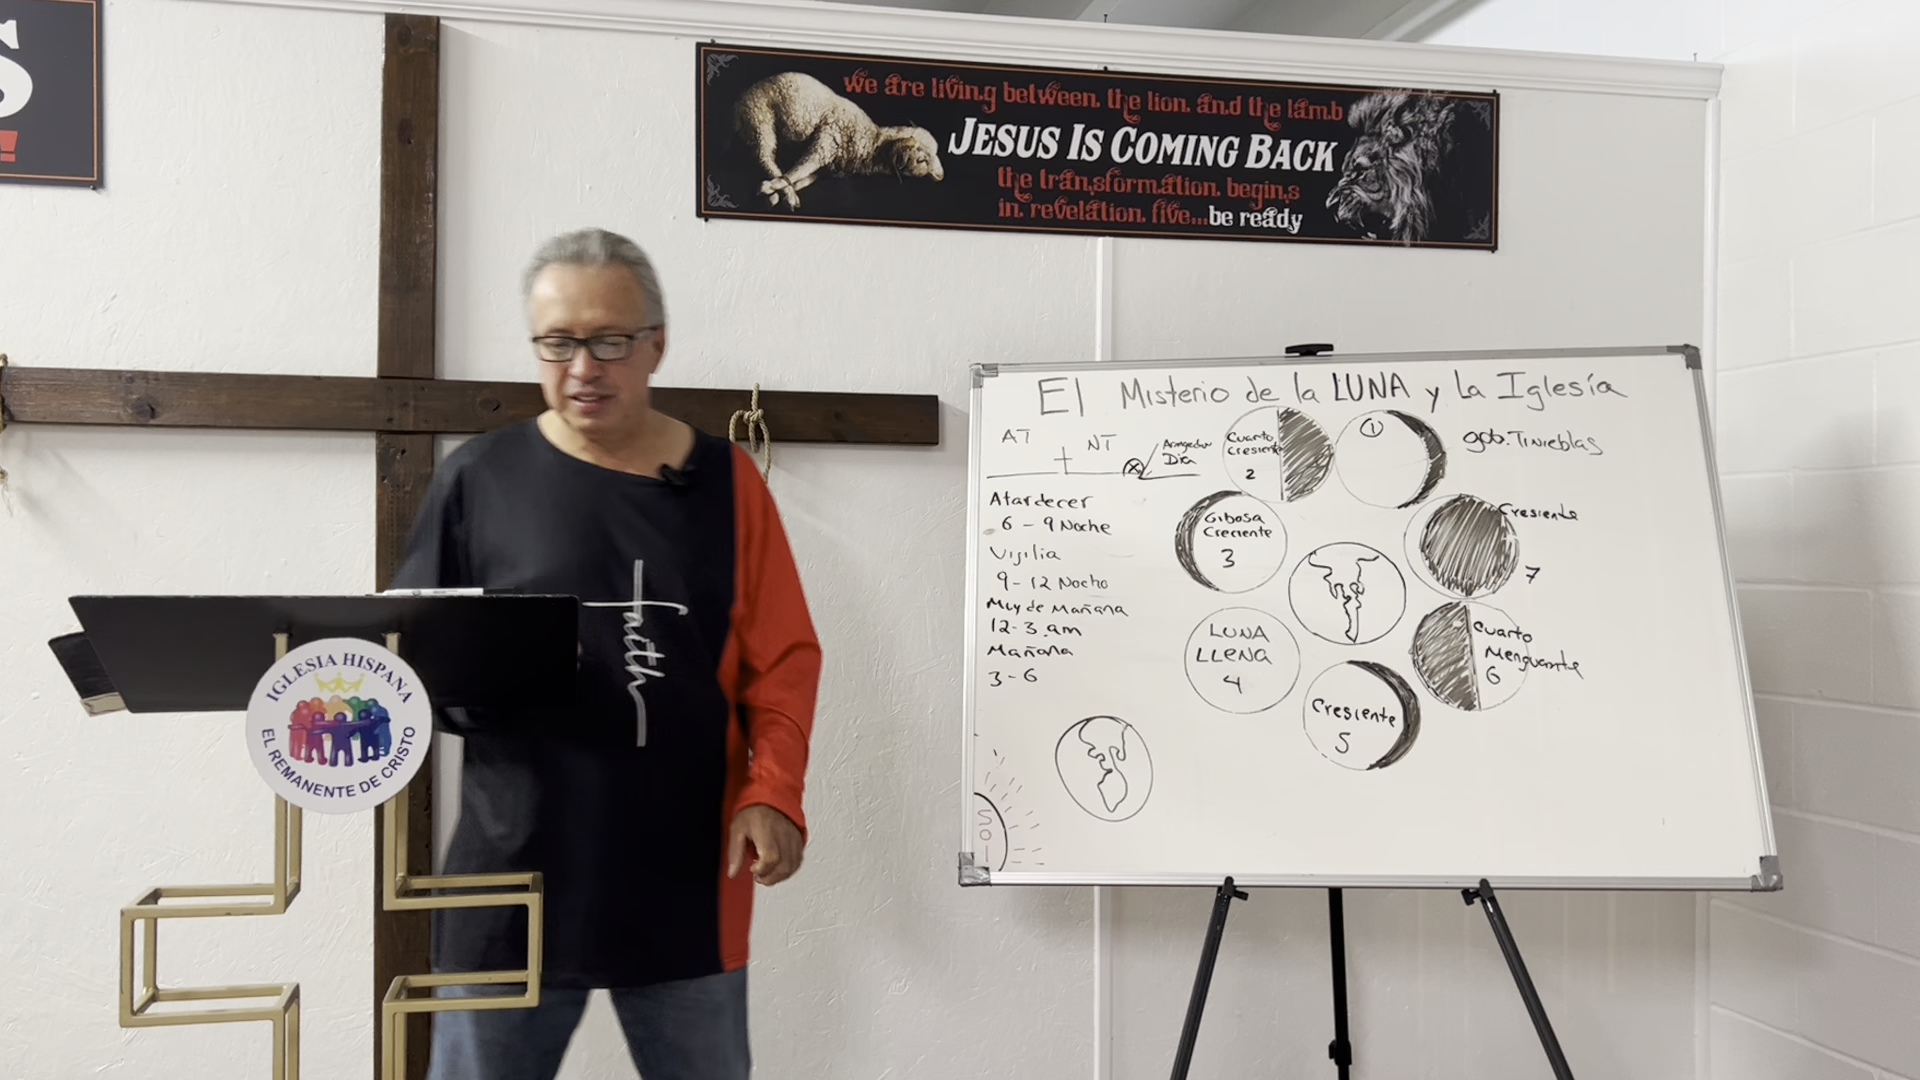 S
!
we are living between the lion and the lamb
JESUS IS COMING BACK
the transformation begins
in revelation five...be ready
El Misterio de la LUNA y La Iglesia
AT
NT
Dia
Cuarto
Cresiente
2
1
gob. Tinieblas
Atardecer
6 - 9 Noche
Vijilia
9 - 12 Noche
Muy de Mañana
12-3 am
Mañana
3 - 6
Gibosa
Creciente
3
Cresiente
7
LUNA
LLENA
4
Cuarto
Menguante
6
Cresiente
5
SOl
faith
IGLESIA HISPANA
EL REMANENTE DE CRISTO